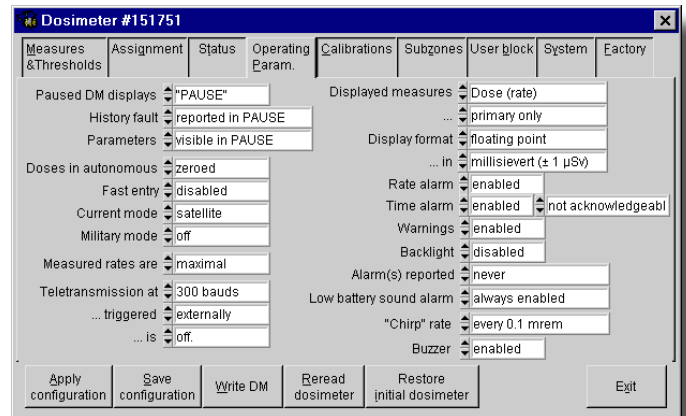 Dosimeter #151751
Measures &Thresholds
Assignment
Status
Operating Param.
Calibrations
Subzones
User block
System
Factory
Paused DM displays "PAUSE"
History fault reported in PAUSE
Parameters visible in PAUSE
Doses in autonomous zeroed
Fast entry disabled
Current mode satellite
Military mode off
Measured rates are maximal
Teletransmission at 300 bauds
... triggered externally
... is off.
Displayed measures Dose (rate)
... primary only
Display format floating point
... in millisievert (± 1 µSv)
Rate alarm enabled
Time alarm enabled not acknowledgeabl
Warnings enabled
Backlight disabled
Alarm(s) reported never
Low battery sound alarm always enabled
"Chirp" rate every 0.1 mrem
Buzzer enabled
Apply configuration
Save configuration
Write DM
Reread dosimeter
Restore initial dosimeter
Exit